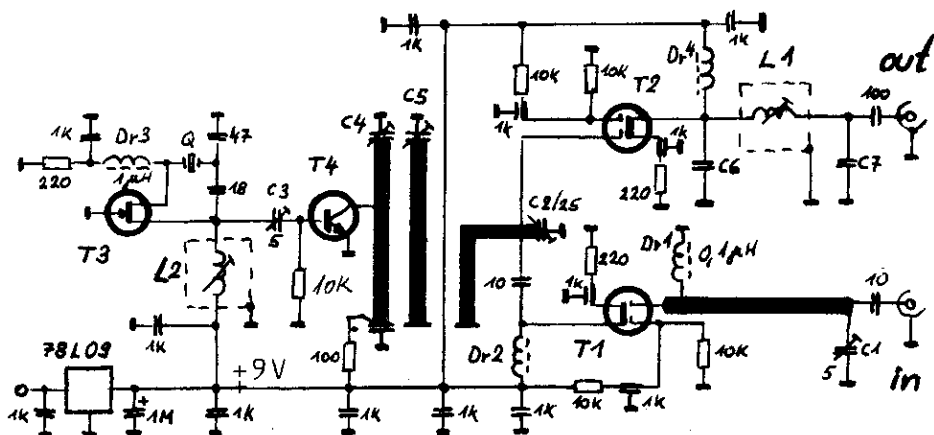 1K
1K
C4
C5
10K
10K
T2
Dr4
L1
out
100
1K
1K
Dr3
Q
47
1µH
220
18
T4
C3
5
T3
L2
10K
1K
220
C6
C7
C2/25
10
220
1K
Dr1
0,1µH
10
T1
10K
C1
5
in
78L09
1K
100
Dr2
+9V
10K
1K
1K
+
1M
1K
1K
1K
1K